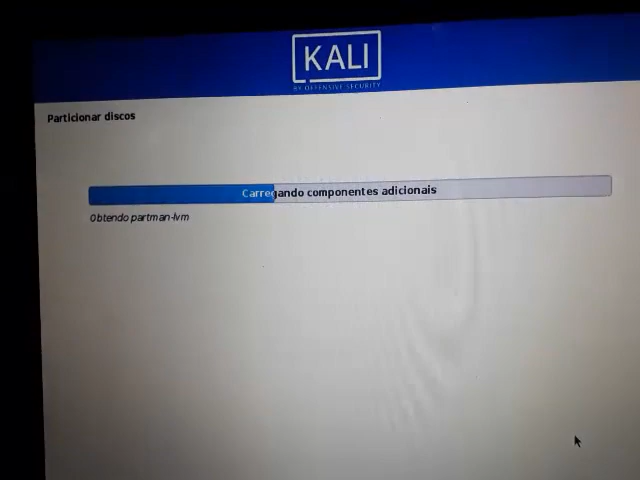 KALI
BY OFFENSIVE SECURITY
Particionar discos
Carregando componentes adicionais
Obtendo partman-lvm